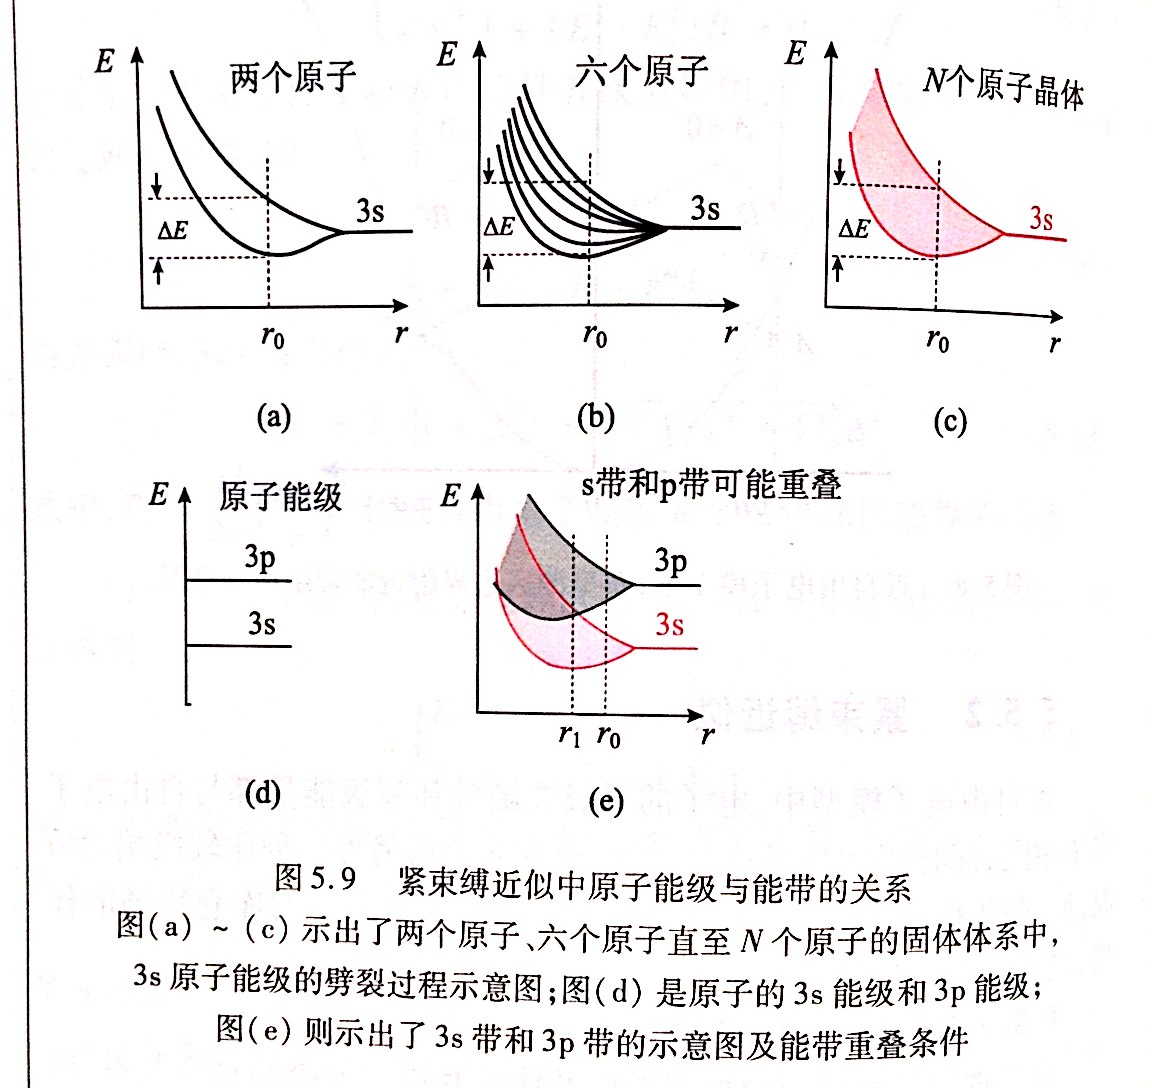 E 两个原子
3s
ΔE
r0 r
(a)
E 六个原子
3s
ΔE
r0 r
(b)
E N个原子晶体
3s
ΔE
r0 r
(c)
E 原子能级
3p
3s
(d)
E s带和p带可能重叠
3p
3s
r1 r0 r
(e)
图5.9 紧束缚近似中原子能级与能带的关系
图(a) ~ (c) 示出了两个原子、六个原子直至 N 个原子的固体体系中,
3s 原子能级的劈裂过程示意图;图(d) 是原子的 3s 能级和 3p 能级;
图(e) 则示出了 3s 带和 3p 带的示意图及能带重叠条件